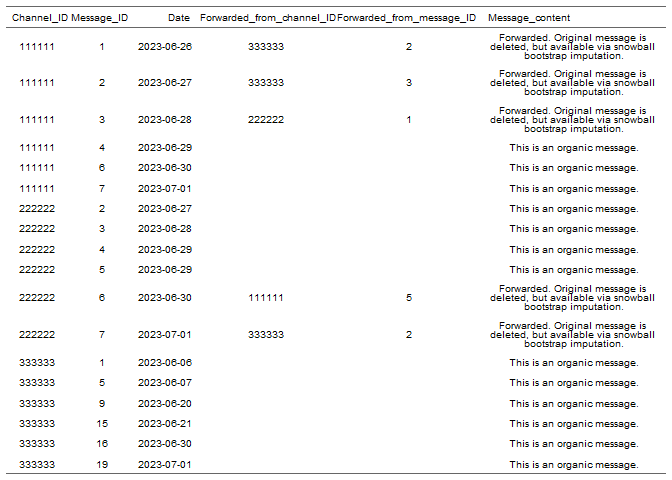 Channel_ID Message_ID Date Forwarded_from_channel_ID Forwarded_from_message_ID Message_content
111111 1 2023-06-26 333333 2 Forwarded. Original message is
deleted, but available via snowball
bootstrap imputation.
111111 2 2023-06-27 333333 3 Forwarded. Original message is
deleted, but available via snowball
bootstrap imputation.
111111 3 2023-06-28 222222 1 Forwarded. Original message is
deleted, but available via snowball
bootstrap imputation.
111111 4 2023-06-29 This is an organic message.
111111 6 2023-06-30 This is an organic message.
111111 7 2023-07-01 This is an organic message.
222222 2 2023-06-27 This is an organic message.
222222 3 2023-06-28 This is an organic message.
222222 4 2023-06-29 This is an organic message.
222222 5 2023-06-29 This is an organic message.
222222 6 2023-06-30 111111 5 Forwarded. Original message is
deleted, but available via snowball
bootstrap imputation.
222222 7 2023-07-01 333333 2 Forwarded. Original message is
deleted, but available via snowball
bootstrap imputation.
333333 1 2023-06-06 This is an organic message.
333333 5 2023-06-07 This is an organic message.
333333 9 2023-06-20 This is an organic message.
333333 15 2023-06-21 This is an organic message.
333333 16 2023-06-30 This is an organic message.
333333 19 2023-07-01 This is an organic message.